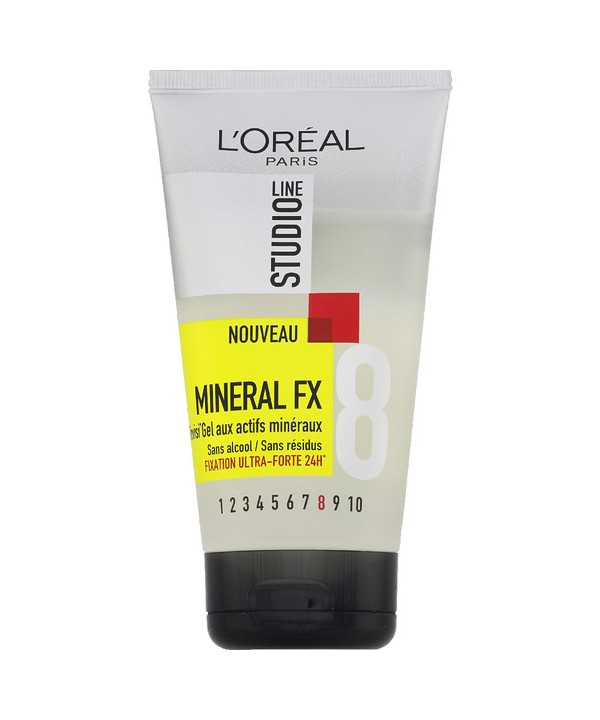 L'ORÉAL
PARiS
STUDIO LINE
NOUVEAU
8
MINERAL FX
Gel aux actifs minéraux
Sans alcool / Sans résidus
FIXATION ULTRA-FORTE 24H*
1 2 3 4 5 6 7 8 9 10